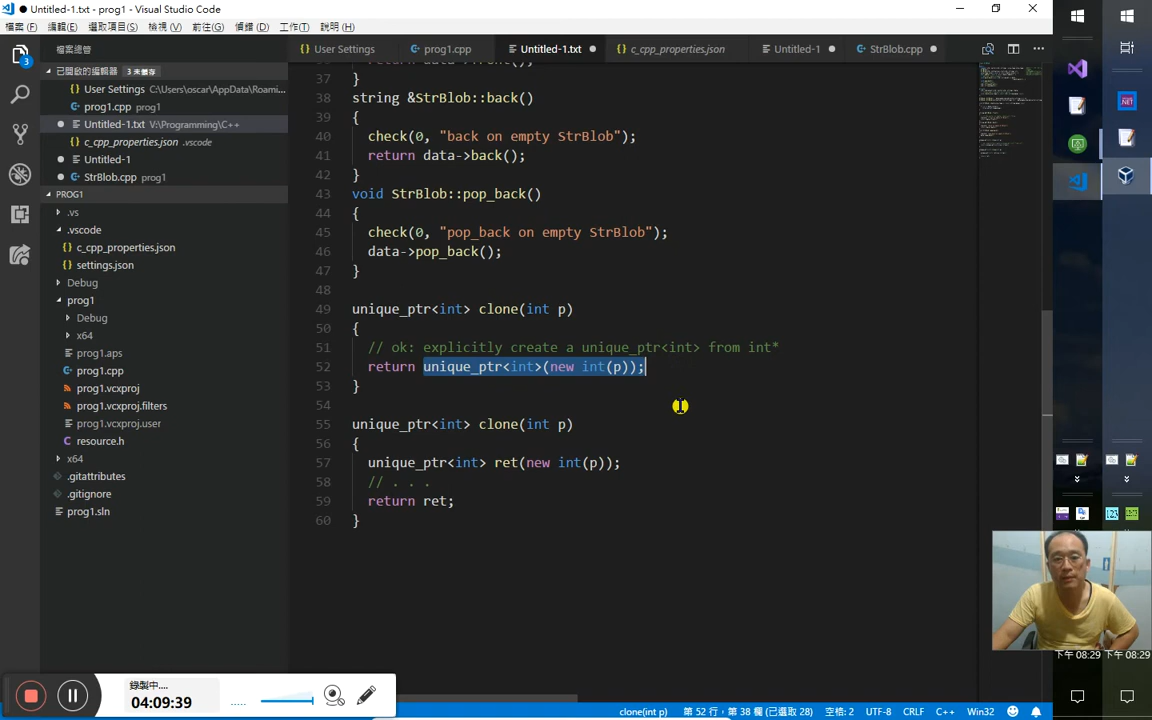 Untitled-1.txt - prog1 - Visual Studio Code
檔案 (F) 編輯(E) 選取項目(S) 檢視 (V) 前往(G) 偵錯 (D) 工作(T) 說明 (H)
檔案總管
User Settings prog1.cpp Untitled-1.txt c_cpp_properties.json Untitled-1 StrBlob.cpp
已開啟的編輯器 3 未儲存
User Settings C:\Users\oscar\AppData\Roami...
prog1.cpp prog1
Untitled-1.txt V:\Programming\C++
c_cpp_properties.json .vscode
Untitled-1
StrBlob.cpp prog1
PROG1
.vs
.vscode
c_cpp_properties.json
settings.json
Debug
prog1
Debug
x64
prog1.aps
prog1.cpp
prog1.vcxproj
prog1.vcxproj.filters
prog1.vcxproj.user
resource.h
x64
.gitattributes
.gitignore
prog1.sln
3
37 }
38 string &StrBlob::back()
39 {
40 check(0, "back on empty StrBlob");
41 return data->back();
42 }
43 void StrBlob::pop_back()
44 {
45 check(0, "pop_back on empty StrBlob");
46 data->pop_back();
47 }
48
49 unique_ptr<int> clone(int p)
50 {
51 // ok: explicitly create a unique_ptr<int> from int*
52 return unique_ptr<int>(new int(p));
53 }
54
55 unique_ptr<int> clone(int p)
56 {
57 unique_ptr<int> ret(new int(p));
58 // . . .
59 return ret;
60 }
錄製中....
04:09:39
clone(int p) 第 52 行，第 38 欄 (已選取 28) 空格: 2 UTF-8 CRLF C++ Win32
下午 08:29 下午 08:29